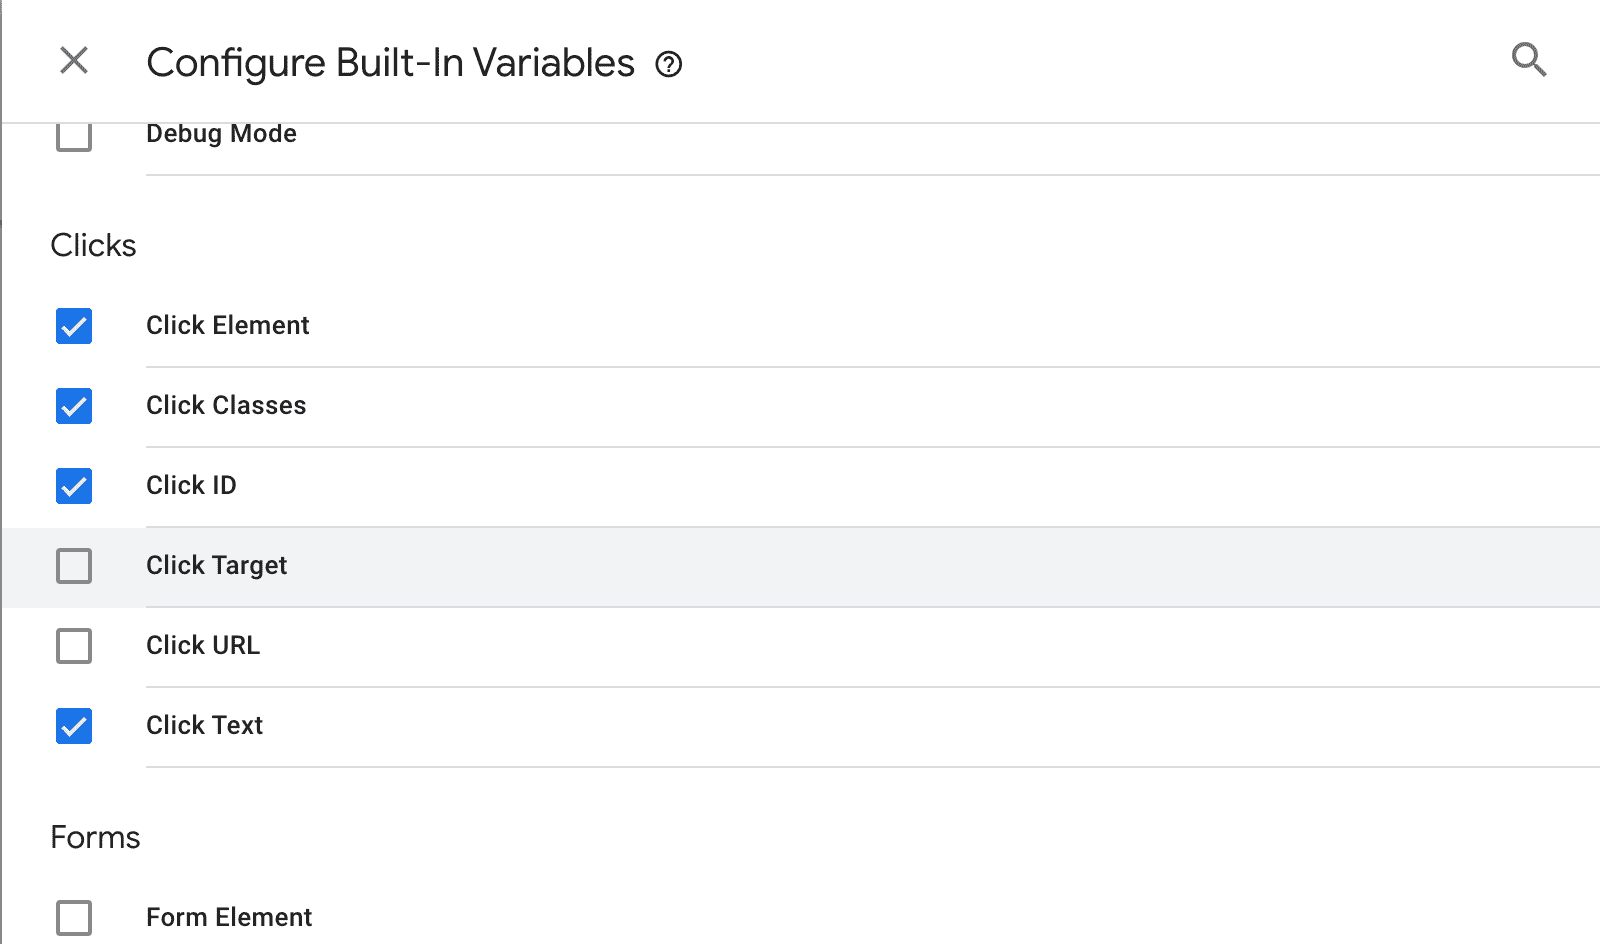 Configure Built-In Variables
Debug Mode
Clicks
Click Element
Click Classes
Click ID
Click Target
Click URL
Click Text
Forms
Form Element